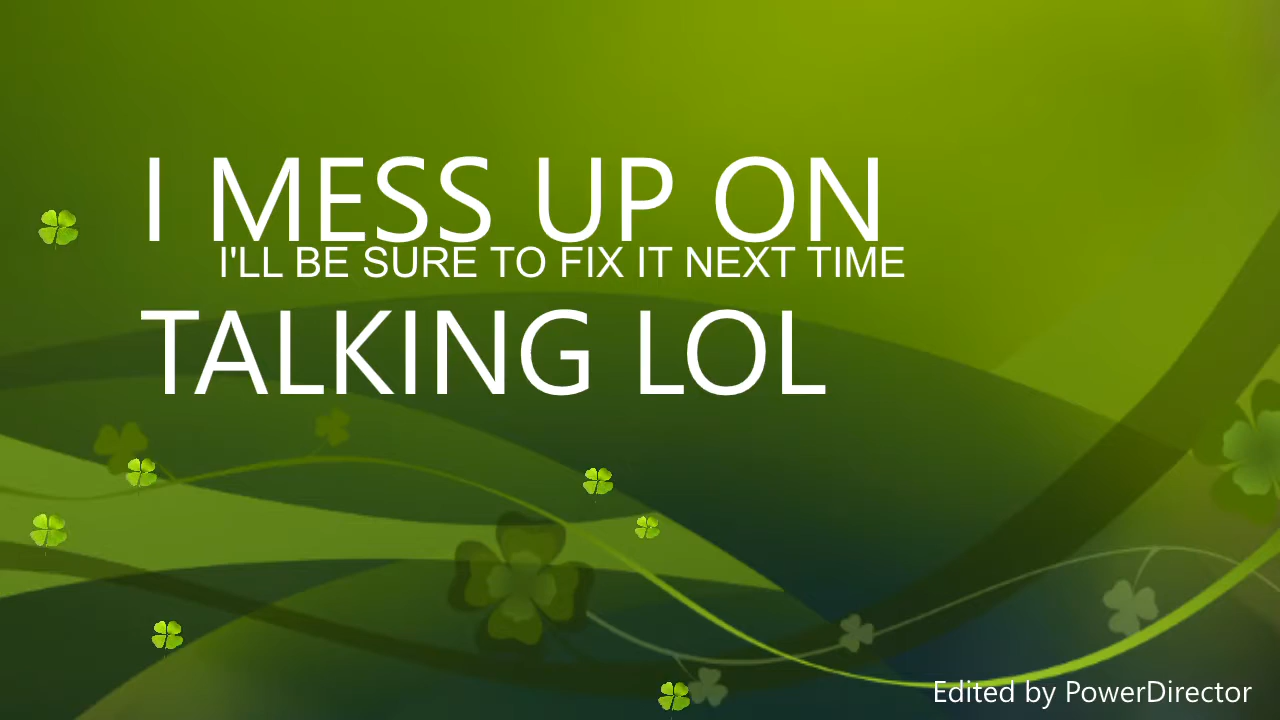 I MESS UP ON
I'LL BE SURE TO FIX IT NEXT TIME
TALKING LOL
Edited by PowerDirector